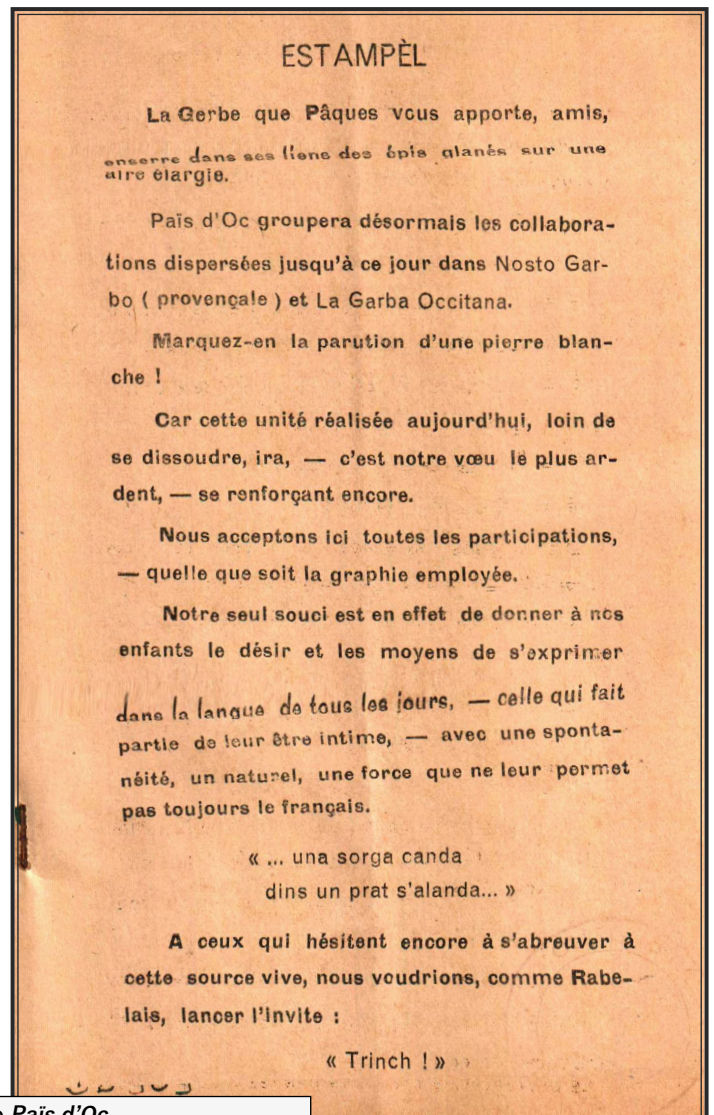 ESTAMPÈL
La Gerbe que Pâques vous apporte, amis,
enserre dans ses liens des épis glanés sur une
aire élargie.
Païs d'Oc groupera désormais les collabora-
tions dispersées jusqu'à ce jour dans Nosto Gar-
bo ( provençale ) et La Garba Occitana.
Marquez-en la parution d'une pierre blan-
che !
Car cette unité réalisée aujourd'hui, loin de
se dissoudre, ira, — c'est notre vœu le plus ar-
dent, — se renforçant encore.
Nous acceptons ici toutes les participations,
— quelle que soit la graphie employée.
Notre seul souci est en effet de donner à nos
enfants le désir et les moyens de s'exprimer
dans la langue de tous les jours, — celle qui fait
partie de leur être intime, — avec une sponta-
néité, un naturel, une force que ne leur permet
pas toujours le français.
« ... una sorga canda
dins un prat s'alanda... »
A ceux qui hésitent encore à s'abreuver à
cette source vive, nous voudrions, comme Rabe-
lais, lancer l'invite :
« Trinch ! »
Païs d'Oc